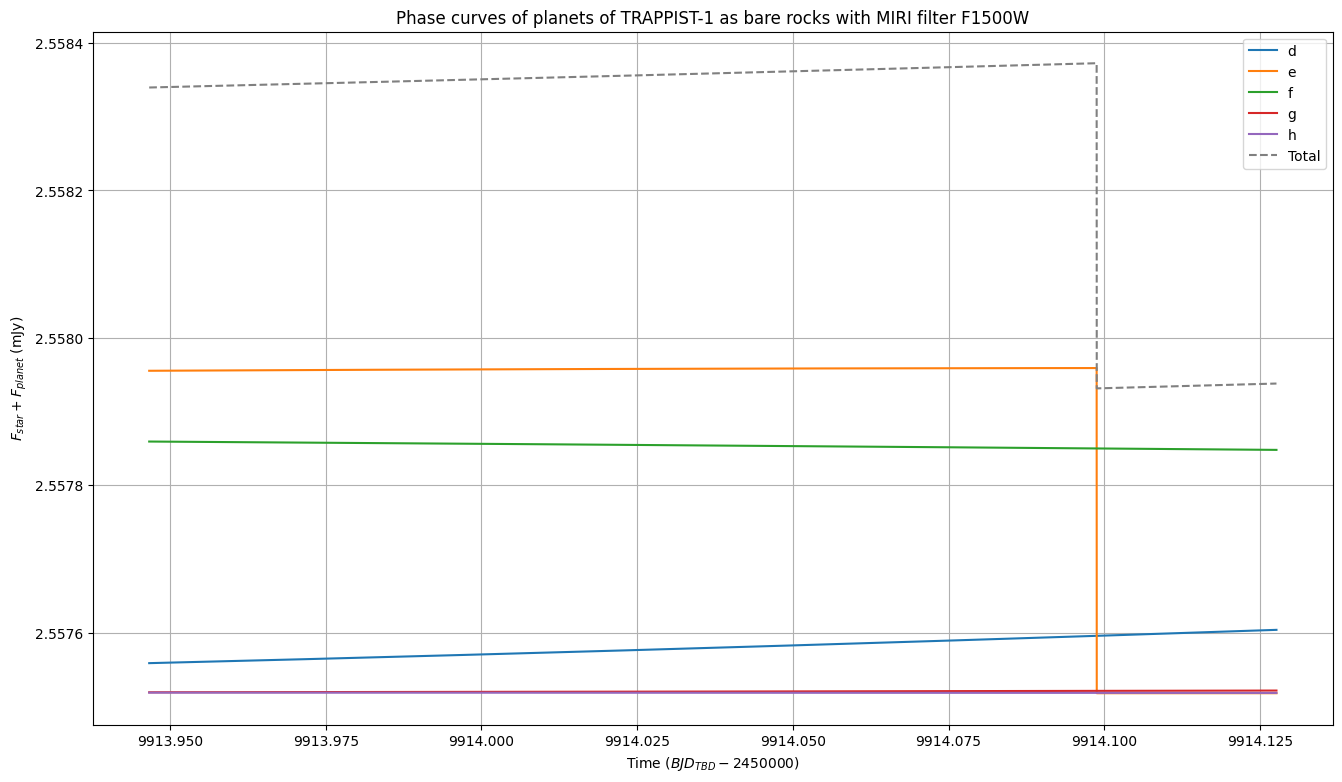 Phase curves of planets of TRAPPIST-1 as bare rocks with MIRI filter F1500W
2.5584
2.5582
2.5580
2.5578
2.5576
F_star + F_planet (mJy)
d
e
f
g
h
Total
9913.950 9913.975 9914.000 9914.025 9914.050 9914.075 9914.100 9914.125
Time (BJD_TBD − 2450000)